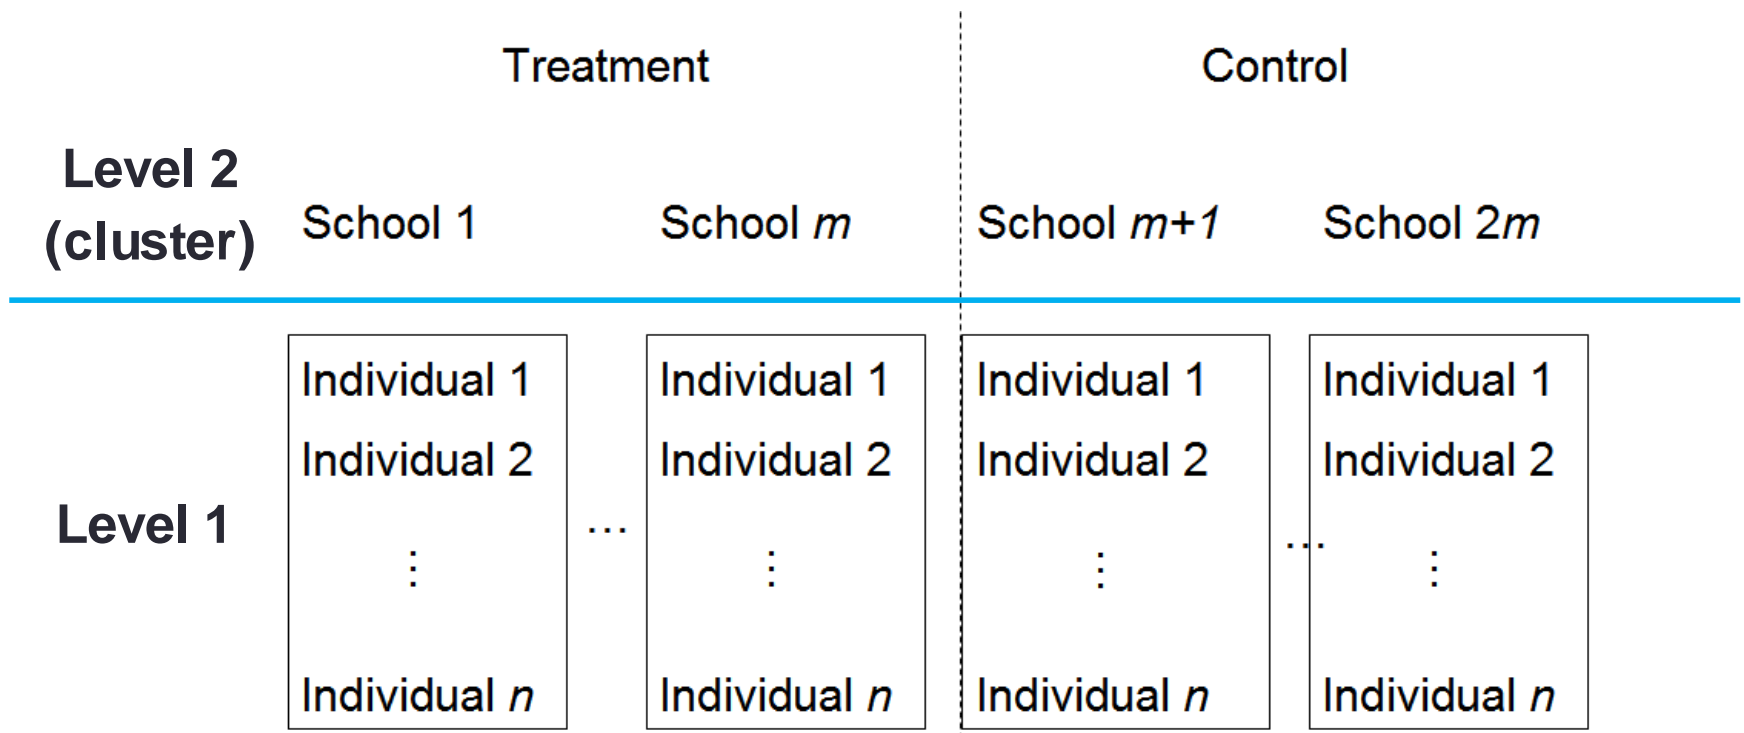 Treatment Control
Level 2
(cluster)
School 1 School m School m+1 School 2m
Individual 1 Individual 1 Individual 1 Individual 1
Individual 2 Individual 2 Individual 2 Individual 2
Level 1
... ...
⋮ ⋮ ⋮ ⋮
Individual n Individual n Individual n Individual n